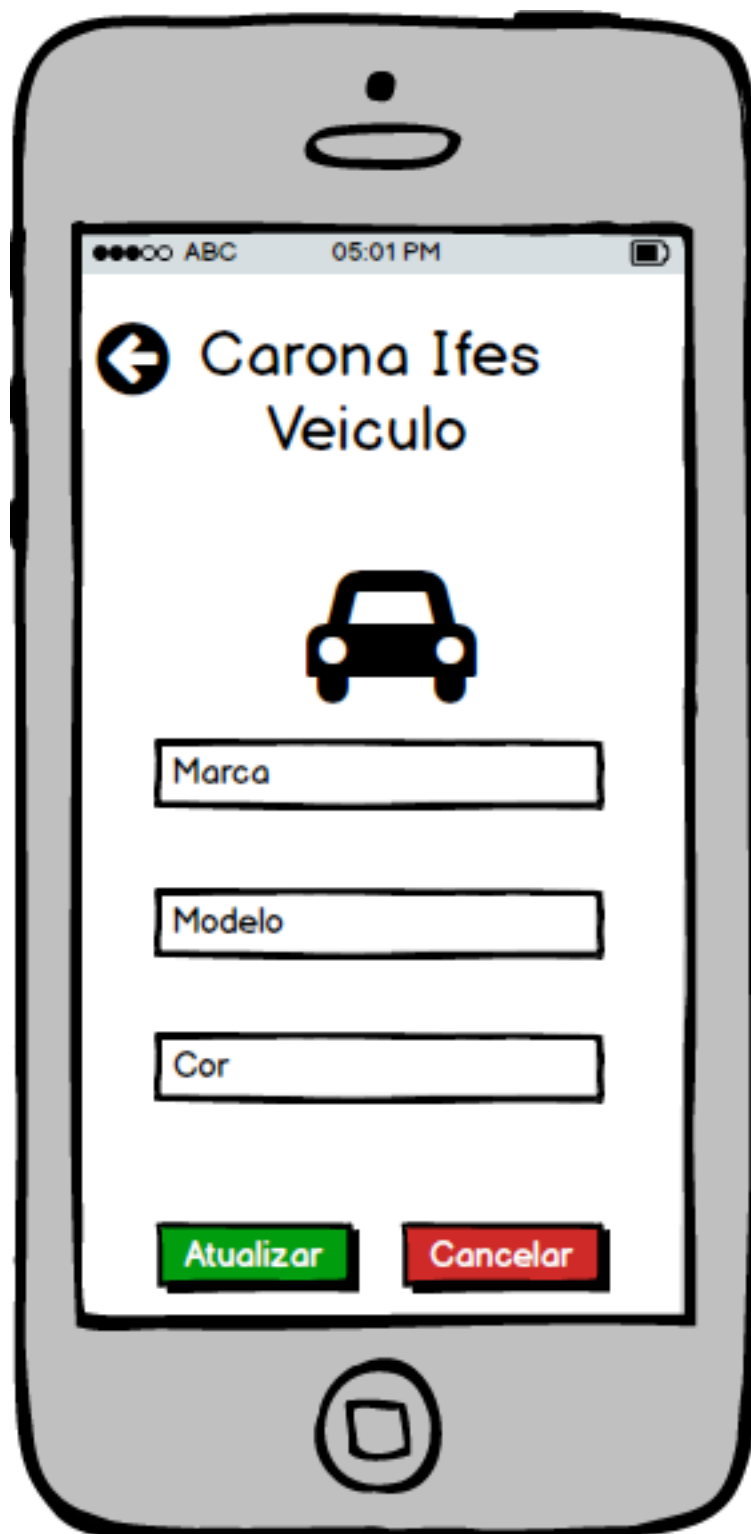 ABC 05:01 PM
Carona Ifes
Veiculo
Marca
Modelo
Cor
Atualizar Cancelar